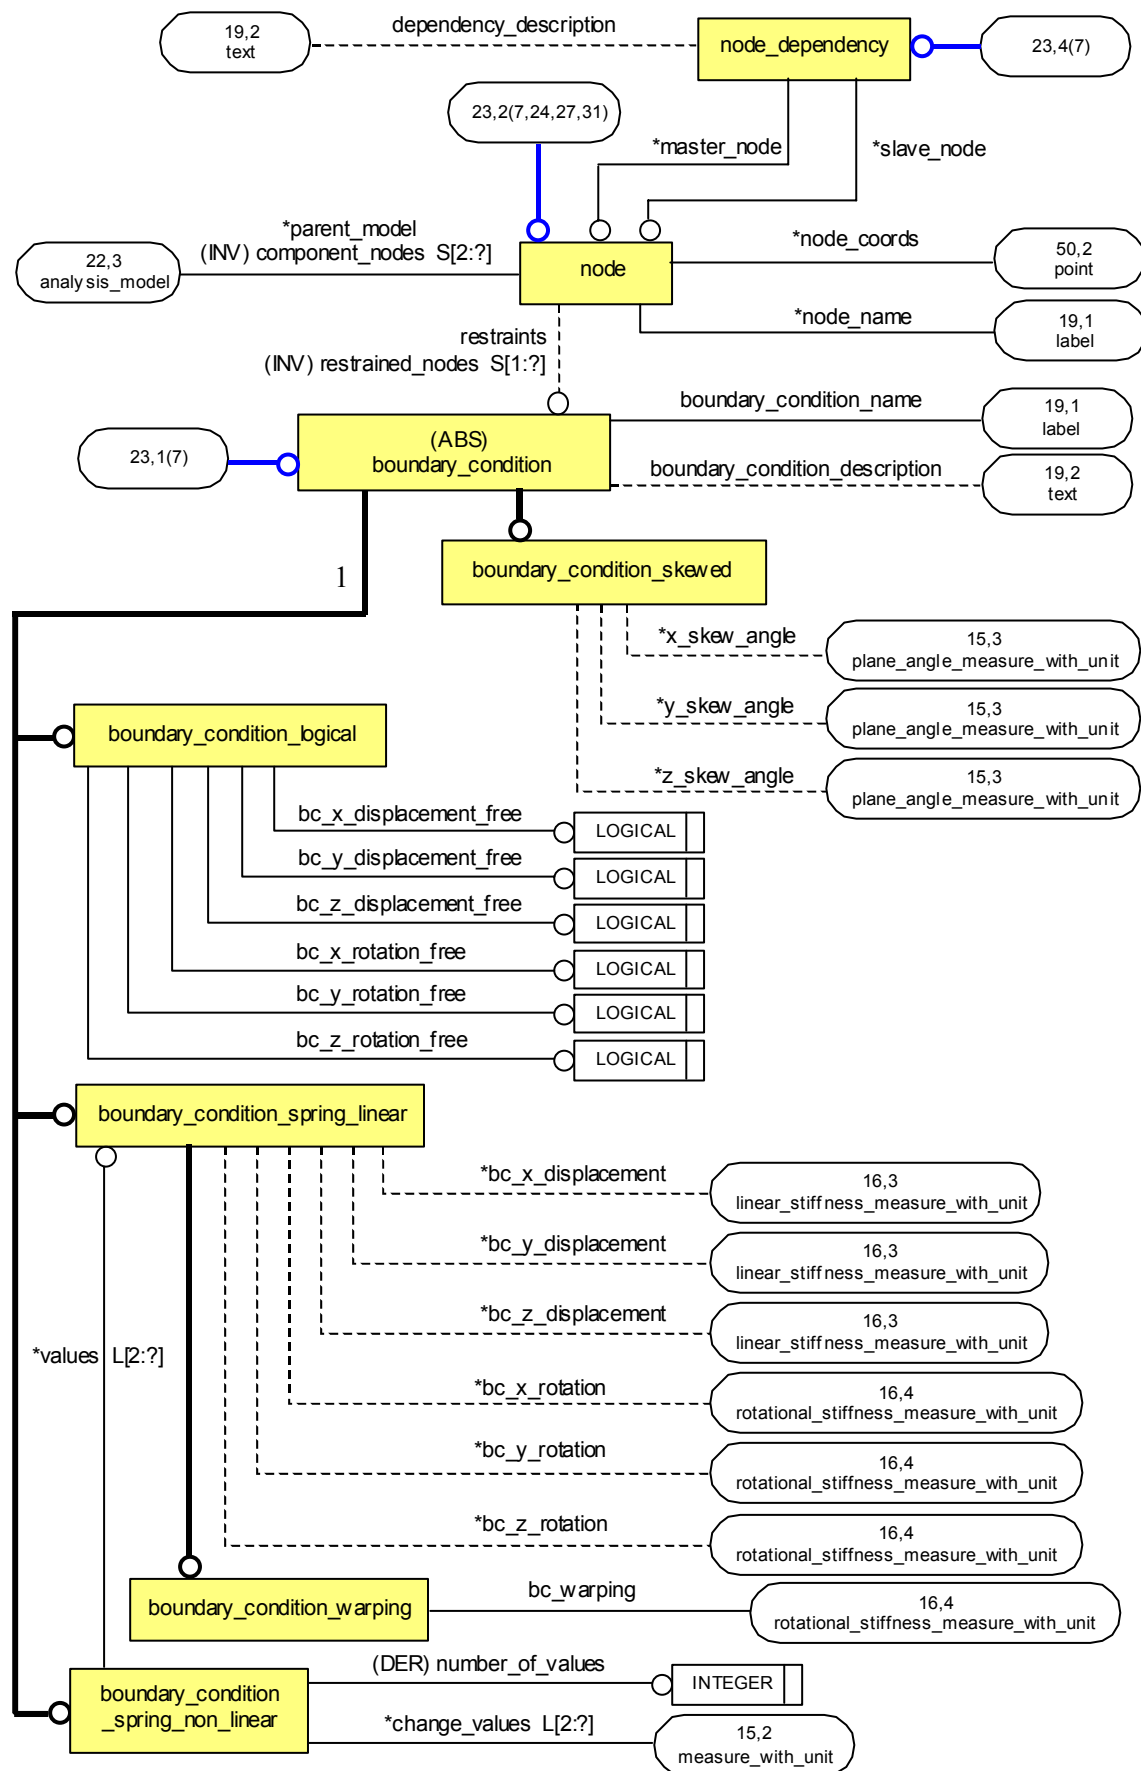 19,2
text
dependency_description
node_dependency
23,4(7)
23,2(7,24,27,31)
*master_node
*slave_node
*parent_model
(INV) component_nodes S[2:?]
22,3
analysis_model
node
*node_coords
50,2
point
*node_name
19,1
label
restraints
(INV) restrained_nodes S[1:?]
23,1(7)
(ABS)
boundary_condition
boundary_condition_name
19,1
label
boundary_condition_description
19,2
text
1
boundary_condition_skewed
*x_skew_angle
15,3
plane_angle_measure_with_unit
*y_skew_angle
15,3
plane_angle_measure_with_unit
*z_skew_angle
15,3
plane_angle_measure_with_unit
boundary_condition_logical
bc_x_displacement_free
LOGICAL
bc_y_displacement_free
LOGICAL
bc_z_displacement_free
LOGICAL
bc_x_rotation_free
LOGICAL
bc_y_rotation_free
LOGICAL
bc_z_rotation_free
LOGICAL
boundary_condition_spring_linear
*bc_x_displacement
16,3
linear_stiffness_measure_with_unit
*bc_y_displacement
16,3
linear_stiffness_measure_with_unit
*bc_z_displacement
16,3
linear_stiffness_measure_with_unit
*values L[2:?]
*bc_x_rotation
16,4
rotational_stiffness_measure_with_unit
*bc_y_rotation
16,4
rotational_stiffness_measure_with_unit
*bc_z_rotation
16,4
rotational_stiffness_measure_with_unit
boundary_condition_warping
bc_warping
16,4
rotational_stiffness_measure_with_unit
boundary_condition
_spring_non_linear
(DER) number_of_values
INTEGER
*change_values L[2:?]
15,2
measure_with_unit